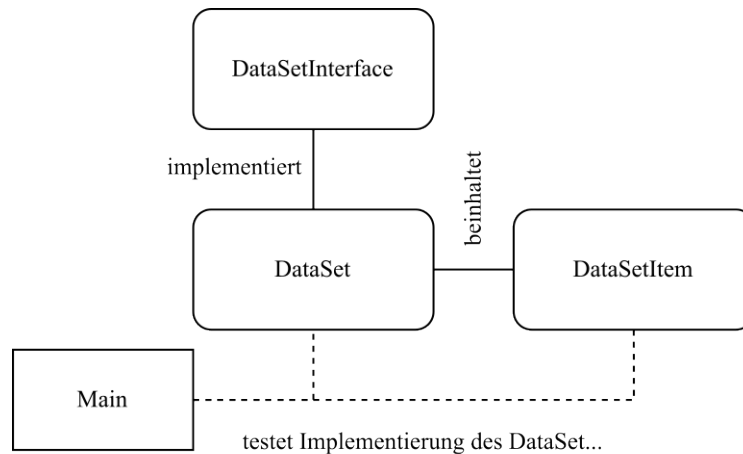 DataSetInterface
implementiert
beinhaltet
DataSet
DataSetItem
Main
testet Implementierung des DataSet...